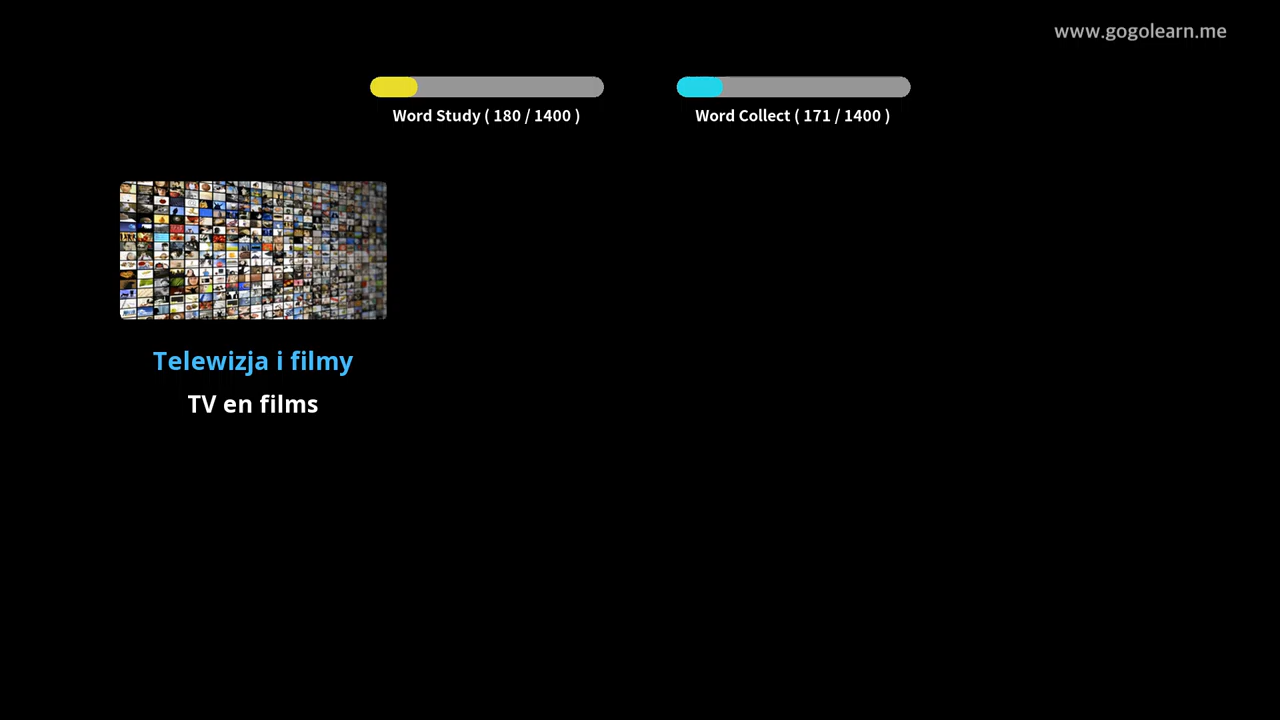 www.gogolearn.me
Word Study ( 180 / 1400 )
Word Collect ( 171 / 1400 )
Telewizja i filmy
TV en films